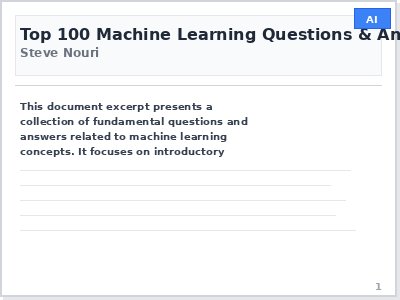 AI
Top 100 Machine Learning Questions & An
Steve Nouri
This document excerpt presents a
collection of fundamental questions and
answers related to machine learning
concepts. It focuses on introductory
1